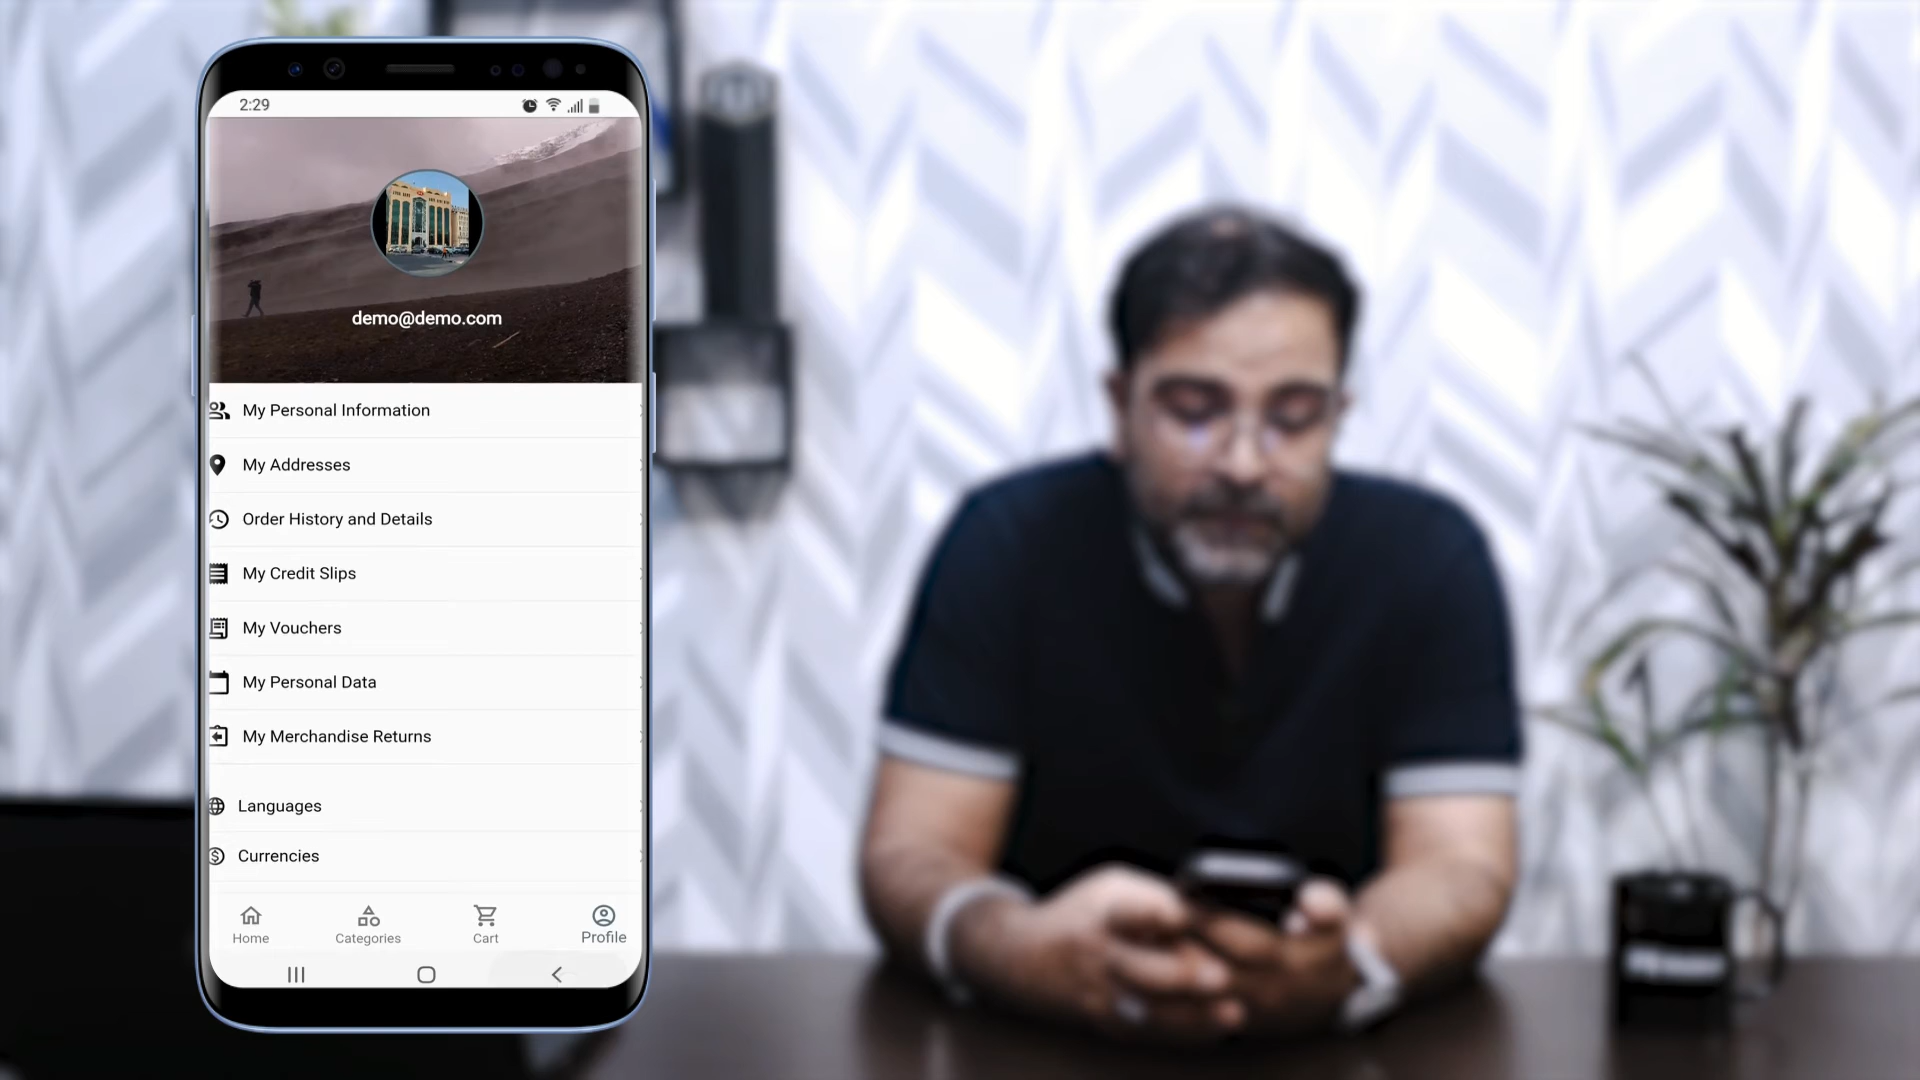 2:29
demo@demo.com
My Personal Information
My Addresses
Order History and Details
My Credit Slips
My Vouchers
My Personal Data
My Merchandise Returns
Languages
Currencies
Home
Categories
Cart
Profile